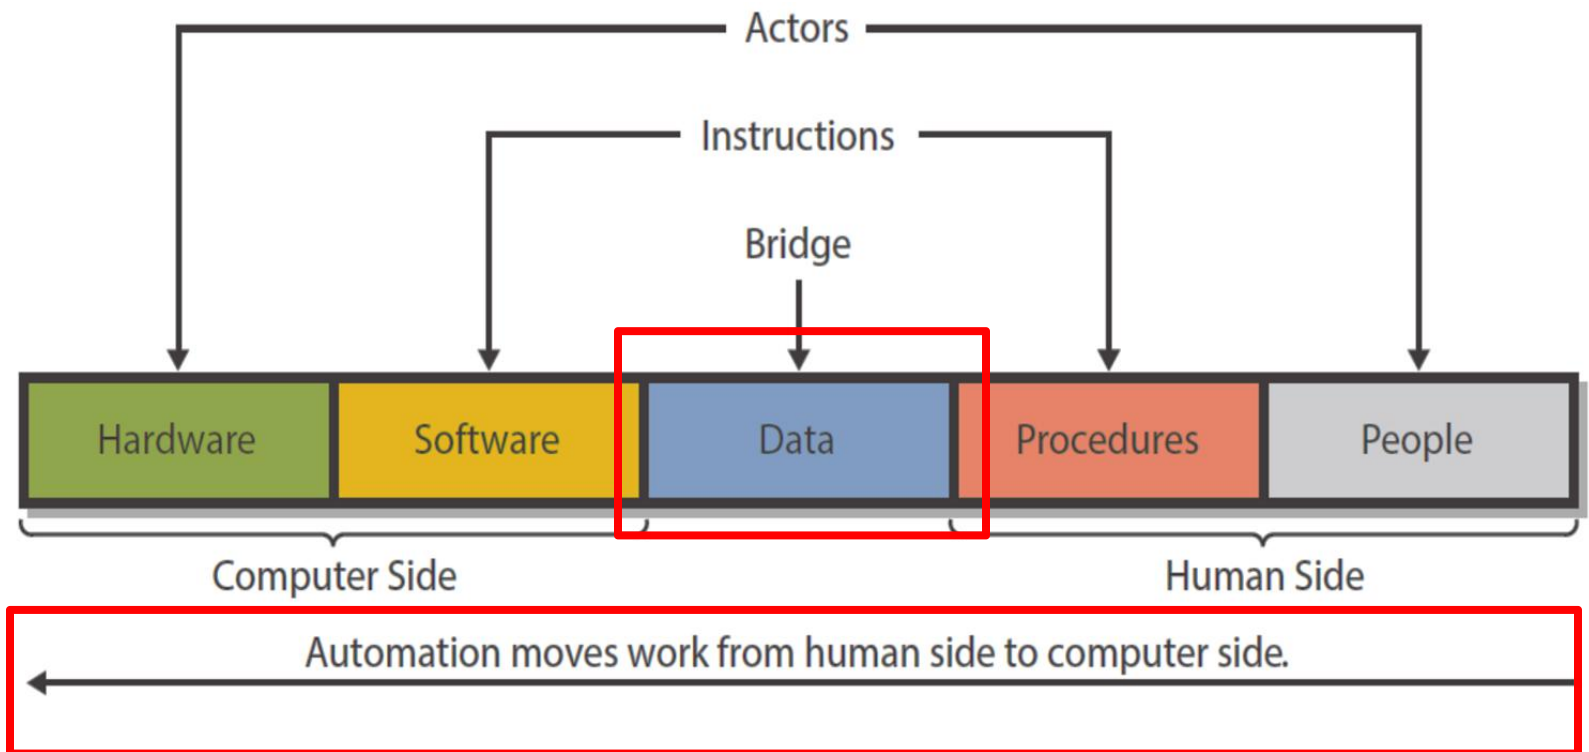 Actors
Instructions
Bridge
Hardware Software Data Procedures People
Computer Side Human Side
Automation moves work from human side to computer side.